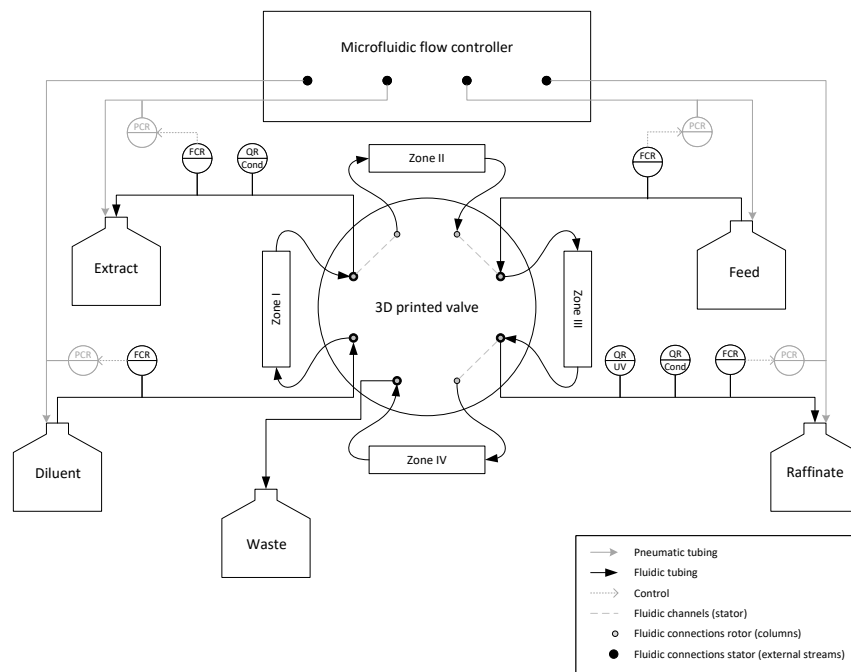 Microfluidic flow controller
PCR
PCR
FCR
QR
Cond
Zone II
FCR
Extract
Feed
Zone I
3D printed valve
Zone III
PCR
FCR
QR
UV
QR
Cond
FCR
PCR
Zone IV
Diluent
Raffinate
Waste
Pneumatic tubing
Fluidic tubing
Control
Fluidic channels (stator)
Fluidic connections rotor (columns)
Fluidic connections stator (external streams)